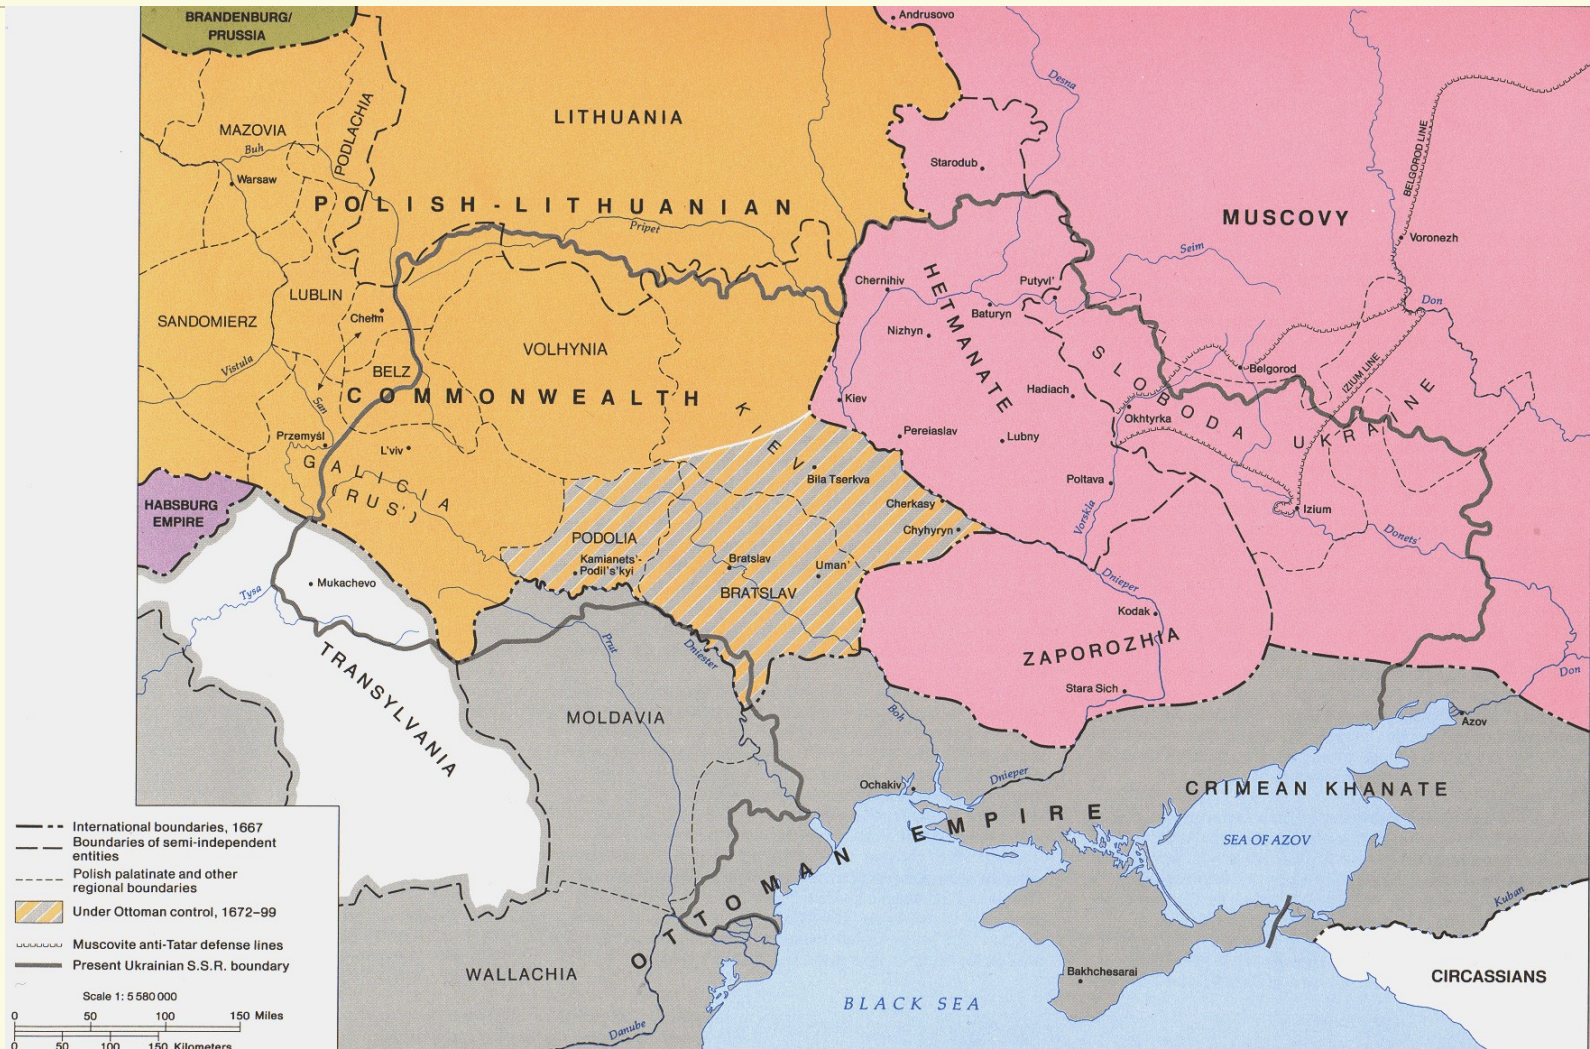 BRANDENBURG/
PRUSSIA
Andrusovo
Desna
LITHUANIA
MAZOVIA
PODLACHIA
Buh
Warsaw
Starodub
BELGOROD LINE
POLISH-LITHUANIAN
Pripet
MUSCOVY
Voronezh
Seim
HETMANATE
Chernihiv
Putyvl'
Baturyn
Don
LUBLIN
Chełm
SANDOMIERZ
Nizhyn
VOLHYNIA
Vistula
BELZ
SLOBODA UKRAINE
Belgorod
IZIUM LINE
COMMONWEALTH
San
Hadiach
Kiev
KIEV
Okhtyrka
Przemyśl
L'viv
Pereiaslav
Lubny
GALICIA
(RUS')
Bila Tserkva
Poltava
HABSBURG
EMPIRE
Cherkasy
Chyhyryn
Vorskla
Izium
Donets'
PODOLIA
Kamianets'-
Podil's'kyi
Bratslav
Uman'
BRATSLAV
Mukachevo
Tysa
Dnieper
Kodak
ZAPOROZHIA
Prut
Dniester
TRANSYLVANIA
Stara Sich
Don
MOLDAVIA
Boh
Azov
Ochakiv
Dnieper
CRIMEAN KHANATE
OTTOMAN EMPIRE
SEA OF AZOV
Kuban
WALLACHIA
Bakhchesarai
CIRCASSIANS
BLACK SEA
Danube
International boundaries, 1667
Boundaries of semi-independent
entities
Polish palatinate and other
regional boundaries
Under Ottoman control, 1672–99
Muscovite anti-Tatar defense lines
Present Ukrainian S.S.R. boundary
Scale 1: 5 580 000
0 50 100 150 Miles
0 50 100 150 Kilometers